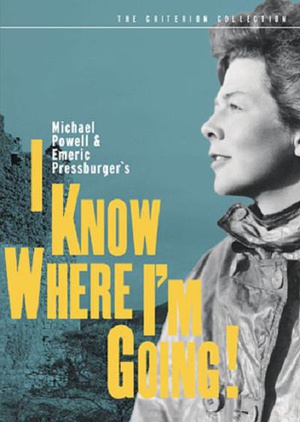 THE CRITERION COLLECTION
Michael
Powell &
Emeric
Pressburger's
I
KNOW
WHERE I'M
GOING!